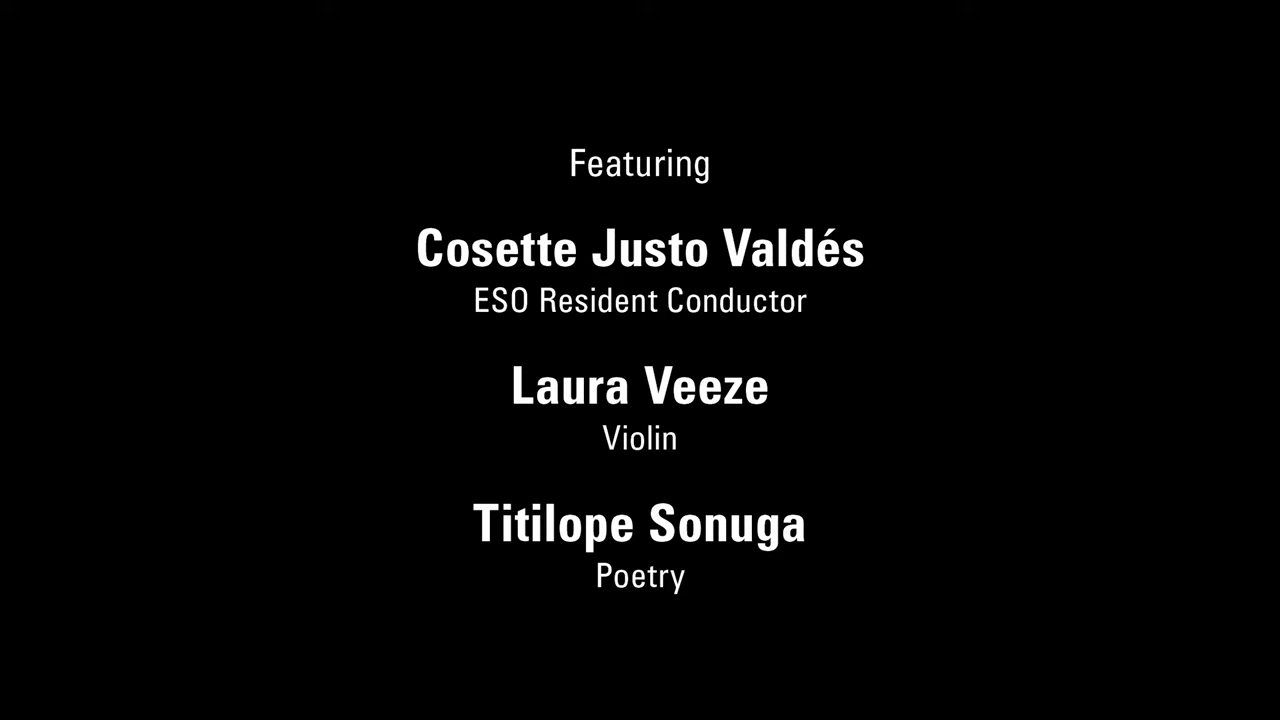 Featuring
Cosette Justo Valdés
ESO Resident Conductor
Laura Veeze
Violin
Titilope Sonuga
Poetry